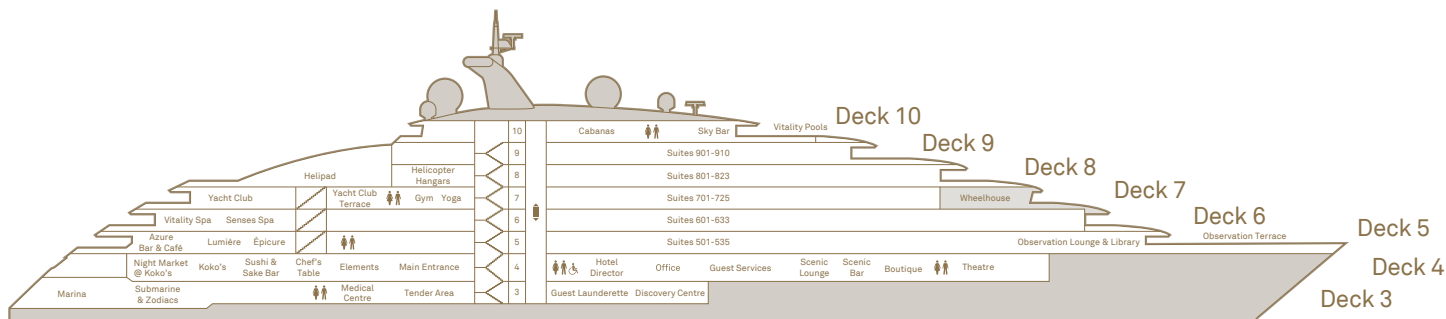 10
Cabanas
Sky Bar
Vitality Pools
Deck 10
9
Suites 901-910
Deck 9
Helipad
Helicopter
Hangars
8
Suites 801-823
Deck 8
Yacht Club
Yacht Club
Terrace
Gym
Yoga
7
Suites 701-725
Wheelhouse
Deck 7
Vitality Spa
Senses Spa
6
Suites 601-633
Deck 6
Observation Terrace
Azure
Bar & Café
Lumière
Épicure
5
Suites 501-535
Observation Lounge & Library
Deck 5
Night Market
@ Koko's
Koko's
Sushi &
Sake Bar
Chef's
Table
Elements
Main Entrance
4
Hotel
Director
Office
Guest Services
Scenic
Lounge
Scenic
Bar
Boutique
Theatre
Deck 4
Marina
Submarine
& Zodiacs
Medical
Centre
Tender Area
3
Guest Launderette
Discovery Centre
Deck 3